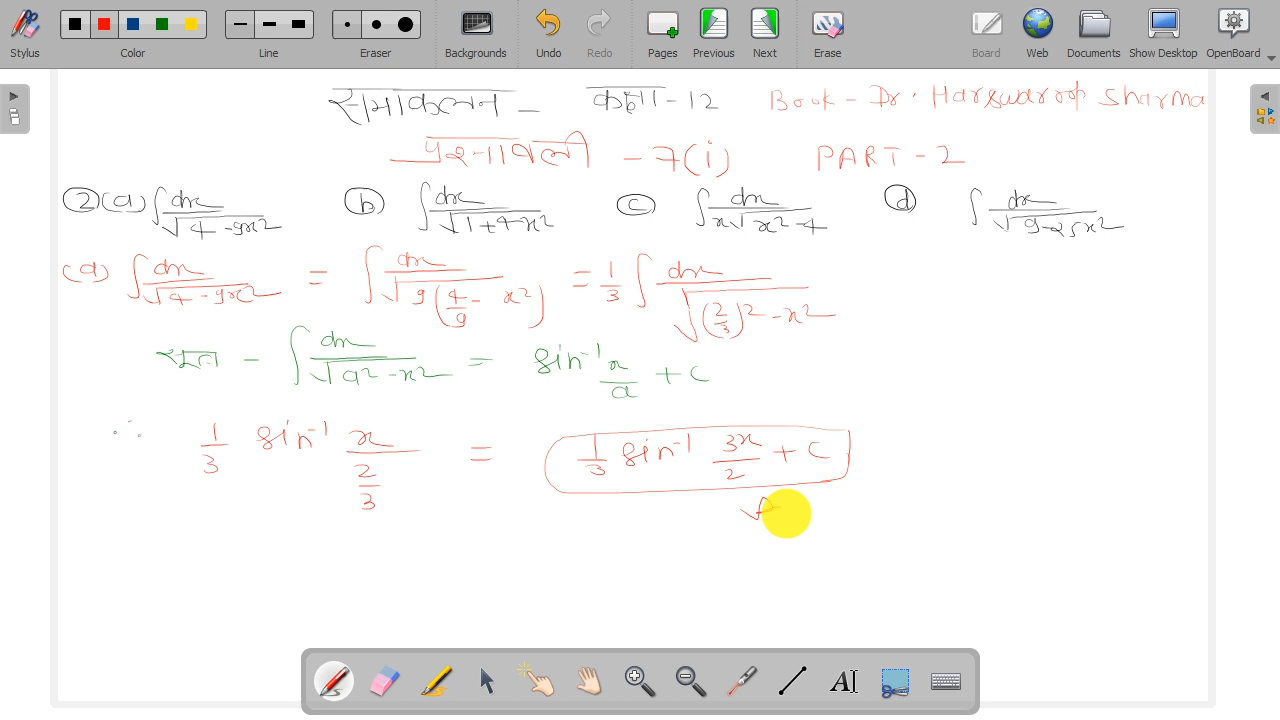 Stylus Color Line Eraser Backgrounds Undo Redo Pages Previous Next Erase Board Web Documents Show Desktop OpenBoard
समाकलन – कक्षा - 12 Book - Dr. Harswaroop Sharma
प्रश्नावली - 7(i) PART - 2
2) (a) ∫ dx/√(4-9x²) (b) ∫ dx/√(1+4x²) (c) ∫ dx/(x√(x²-4)) (d) ∫ dx/√(9-25x²)
(a) ∫ dx/√(4-9x²) = ∫ dx/√(9(4/9 - x²)) = 1/3 ∫ dx/√((2/3)² - x²)
सूत्र - ∫ dx/√(a²-x²) = sin⁻¹ x/a + c
∴ 1/3 sin⁻¹ x/(2/3) = 1/3 sin⁻¹ 3x/2 + c